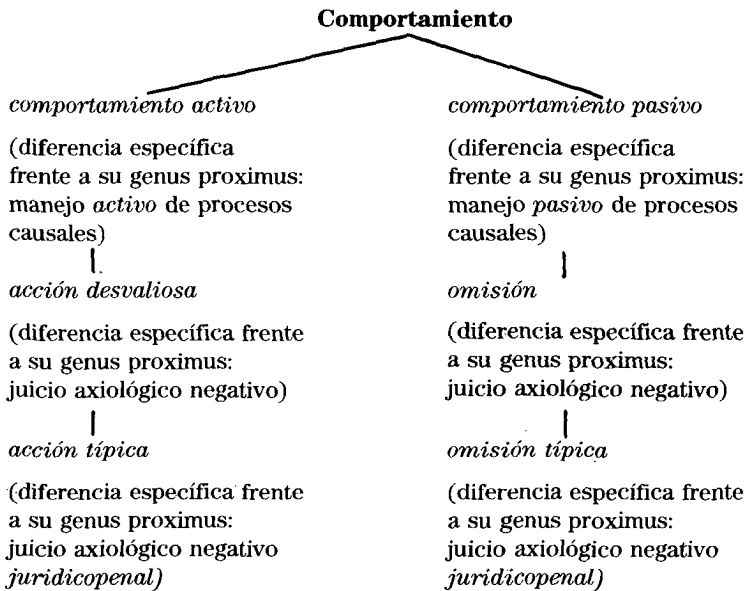 Comportamiento
comportamiento activo
(diferencia específica
frente a su genus proximus:
manejo activo de procesos
causales)
acción desvaliosa
(diferencia específica frente
a su genus proximus:
juicio axiológico negativo)
acción típica
(diferencia específica frente
a su genus proximus:
juicio axiológico negativo
juridicopenal)
comportamiento pasivo
(diferencia específica
frente a su genus proximus:
manejo pasivo de procesos
causales)
omisión
(diferencia específica frente
a su genus proximus:
juicio axiológico negativo)
omisión típica
(diferencia específica frente
a su genus proximus:
juicio axiológico negativo
juridicopenal)